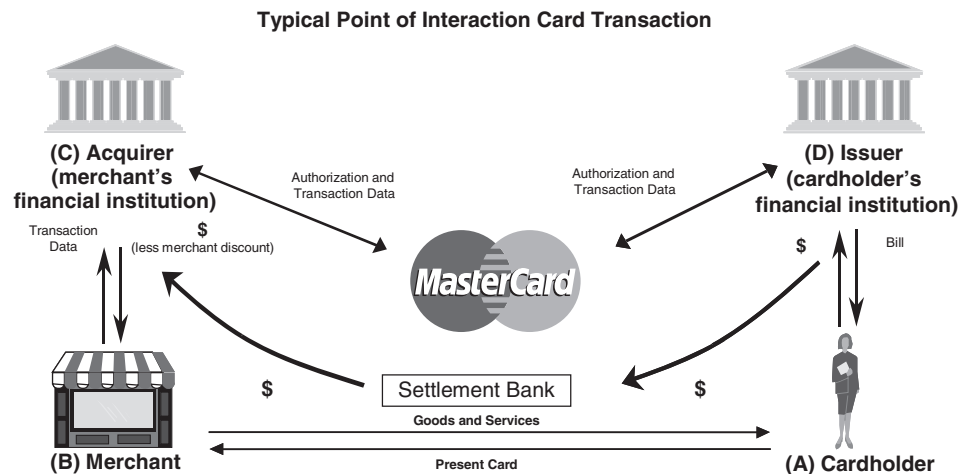 Typical Point of Interaction Card Transaction
(C) Acquirer
(merchant's
financial institution)
(D) Issuer
(cardholder's
financial institution)
Authorization and
Transaction Data
Authorization and
Transaction Data
Transaction
Data
$
(less merchant discount)
MasterCard
$
Bill
$
Settlement Bank
$
Goods and Services
Present Card
(B) Merchant
(A) Cardholder